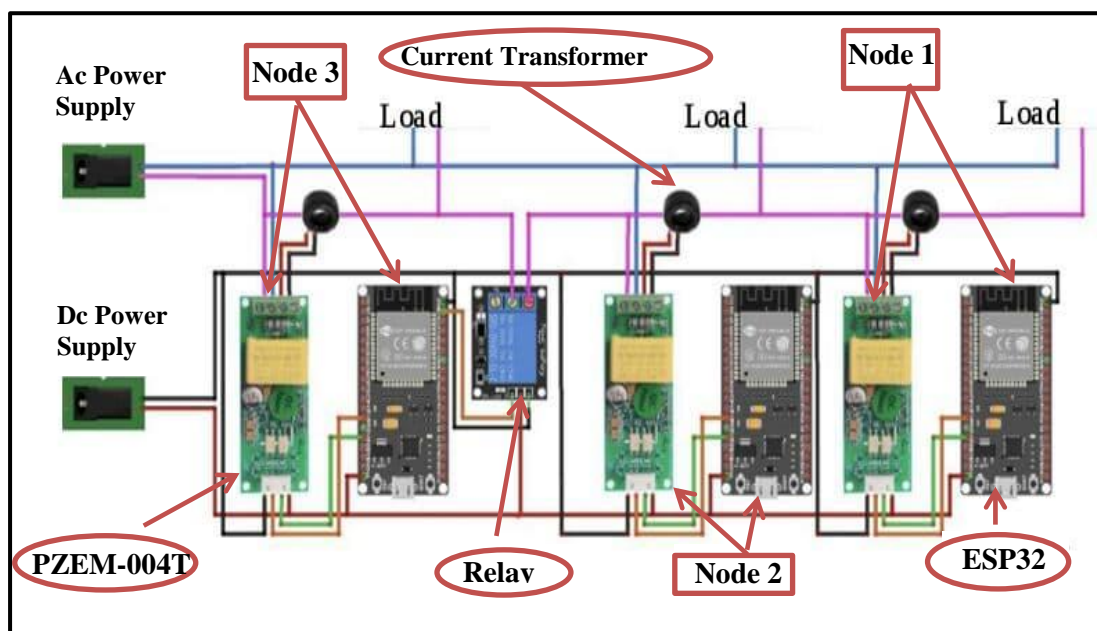 Ac Power
Supply
Node 3
Current Transformer
Node 1
Load
Load
Load
Dc Power
Supply
PZEM-004T
Relav
Node 2
ESP32